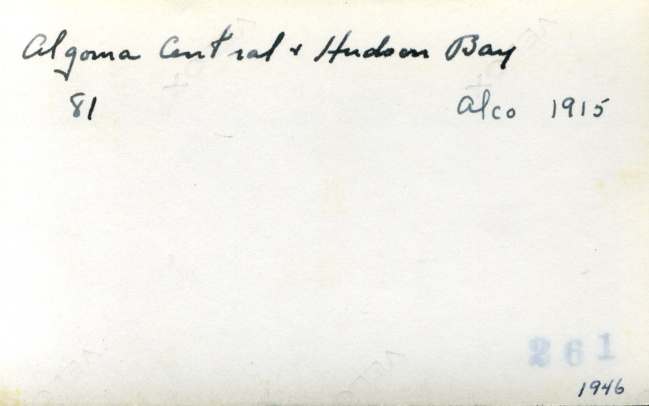 Algoma Central & Hudson Bay
81 Alco 1915
261
1946